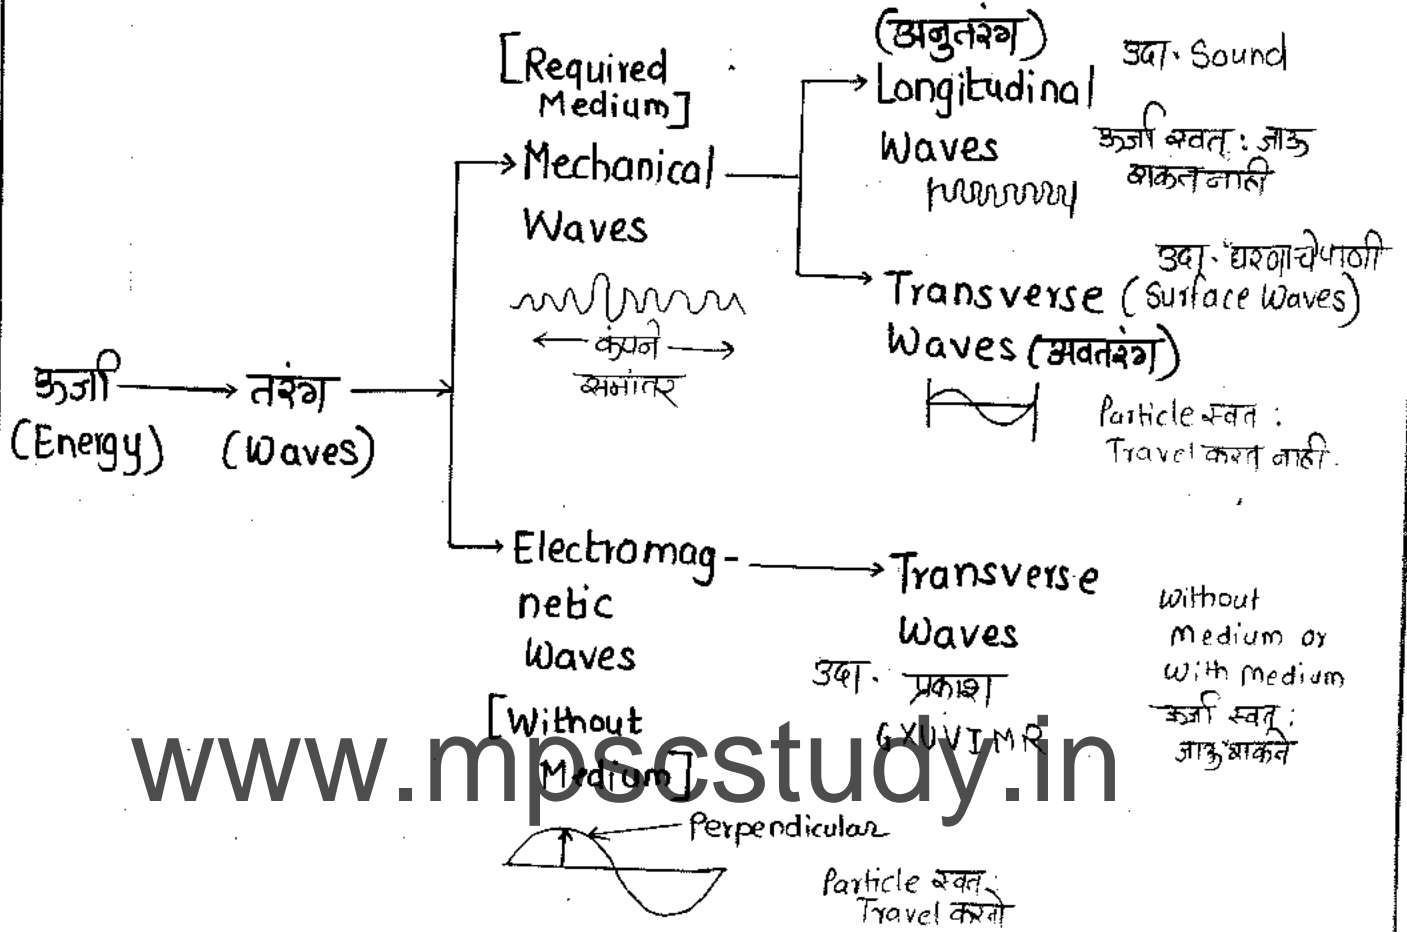 [Required
Medium]
Mechanical
Waves
कंपने
समांतर
(अनुतरंग)
Longitudinal
Waves
उदा. Sound
ऊर्जा स्वत: जाऊ
शकत नाही
उदा. धरणाचे पाणी
Transverse (Surface Waves)
Waves (अवतरंग)
Particle स्वत:
Travel करत नाही.
ऊर्जा
(Energy)
तरंग
(Waves)
Electromag-
netic
Waves
[Without
Medium]
Perpendicular
Transverse
Waves
उदा. प्रकाश
GXUVIMR
Without
Medium or
With medium
ऊर्जा स्वत:
जाऊ शकते
Particle स्वत:
Travel करतो
www.mpscstudy.in